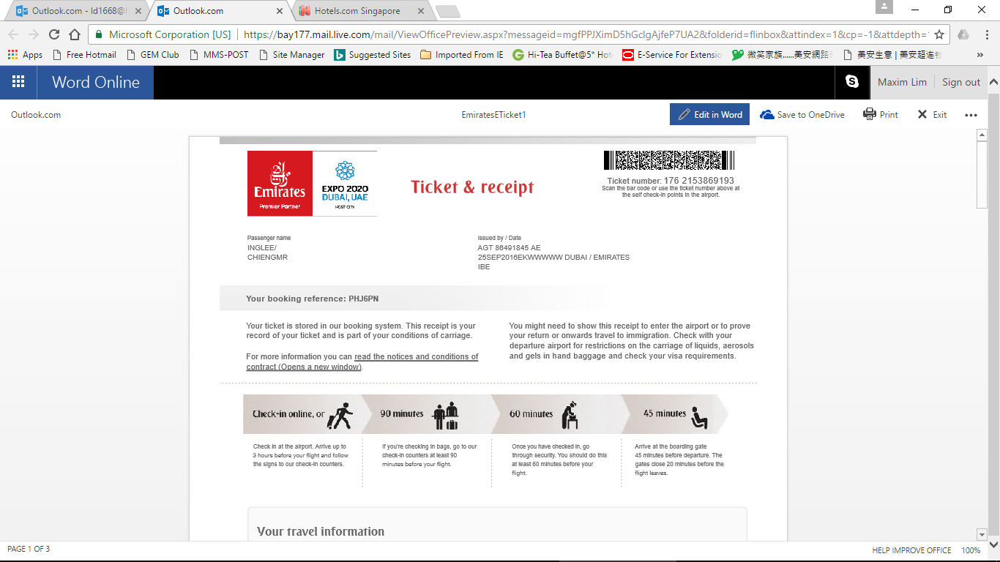 Outlook.com - ld1668@h
Outlook.com
Hotels.com Singapore
Microsoft Corporation [US]
https://bay177.mail.live.com/mail/ViewOfficePreview.aspx?messageid=mgfPPJXimD5hGclgAjfeP7UA2&folderid=flinbox&attindex=1&cp=-1&attdepth=
Apps
Free Hotmail
GEM Club
MMS-POST
Site Manager
Suggested Sites
Imported From IE
Hi-Tea Buffet@5* Hot
E-Service For Extensio
微笑家族......美安網路
美安生意 | 美安超连
»
Word Online
Maxim Lim
Sign out
Outlook.com
EmiratesETicket1
Edit in Word
Save to OneDrive
Print
Exit
Emirates
Premier Partner
EXPO 2020
DUBAI, UAE
HOST CITY
Ticket & receipt
Ticket number: 176 2153869193
Scan the bar code or use the ticket number above at
the self check-in points in the airport.
Passenger name
INGLEE/
CHIENGMR
Issued by / Date
AGT 86491845 AE
25SEP2016EKWWWWW DUBAI / EMIRATES
IBE
Your booking reference: PHJ6PN
Your ticket is stored in our booking system. This receipt is your
record of your ticket and is part of your conditions of carriage.
For more information you can read the notices and conditions of
contract (Opens a new window).
You might need to show this receipt to enter the airport or to prove
your return or onwards travel to immigration. Check with your
departure airport for restrictions on the carriage of liquids, aerosols
and gels in hand baggage and check your visa requirements.
Check-in online, or
90 minutes
60 minutes
45 minutes
Check in at the airport. Arrive up to
3 hours before your flight and follow
the signs to our check-in counters.
If you're checking in bags, go to our
check-in counters at least 90
minutes before your flight.
Once you have checked in, go
through security. You should do this
at least 60 minutes before your
flight.
Arrive at the boarding gate
45 minutes before departure. The
gates close 20 minutes before the
flight leaves.
Your travel information
PAGE 1 OF 3
HELP IMPROVE OFFICE
100%